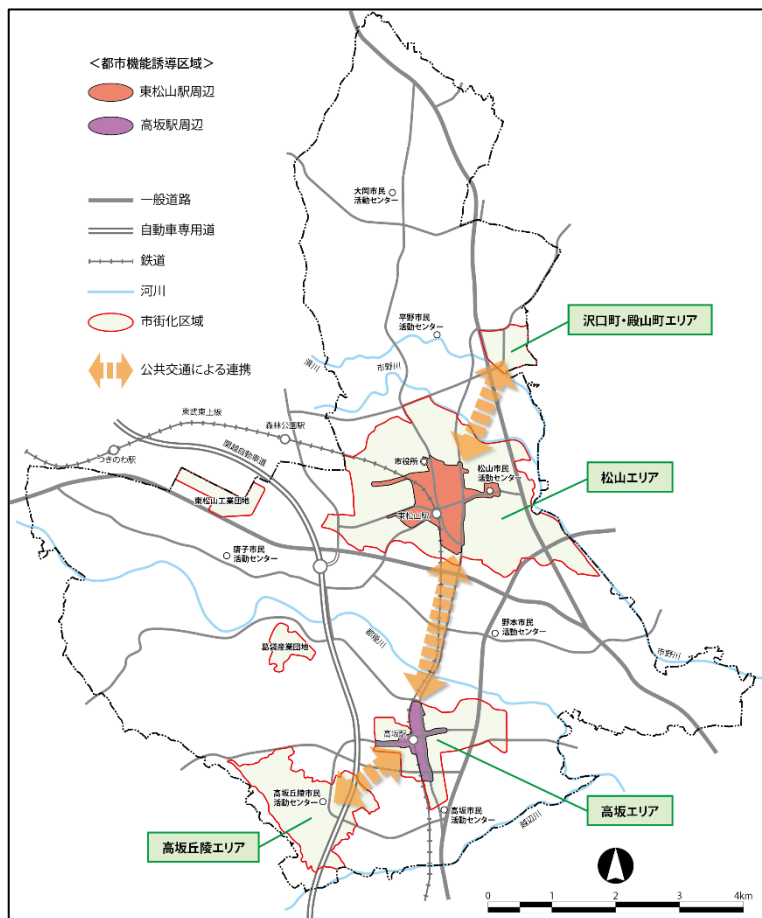 ＜都市機能誘導区域＞
東松山駅周辺
高坂駅周辺
一般道路
自動車専用道
鉄道
河川
市街化区域
公共交通による連携
大岡市民
活動センター
平野市民
活動センター
沢口町・殿山町エリア
滑川
市野川
東武東上線
森林公園駅
つきのわ駅
関越自動車道
市役所
松山市民
活動センター
松山エリア
東松山工業団地
東松山駅
唐子市民
活動センター
野本市民
活動センター
都幾川
市野川
葛袋産業団地
高坂駅
高坂丘陵市民
活動センター
高坂市民
活動センター
高坂エリア
越辺川
高坂丘陵エリア
0 1 2 3 4km